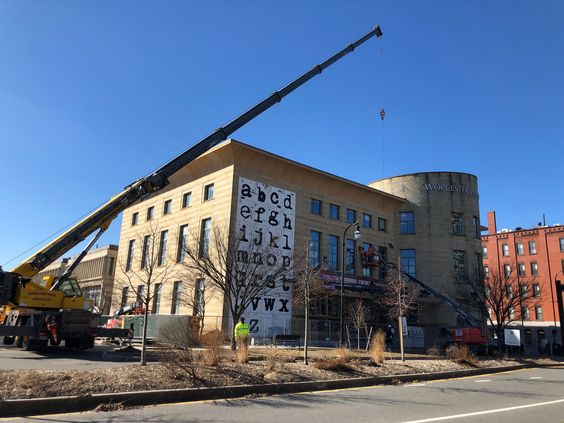 abcd
efgh
ijkl
mnop
vwx
z
WORCESTER